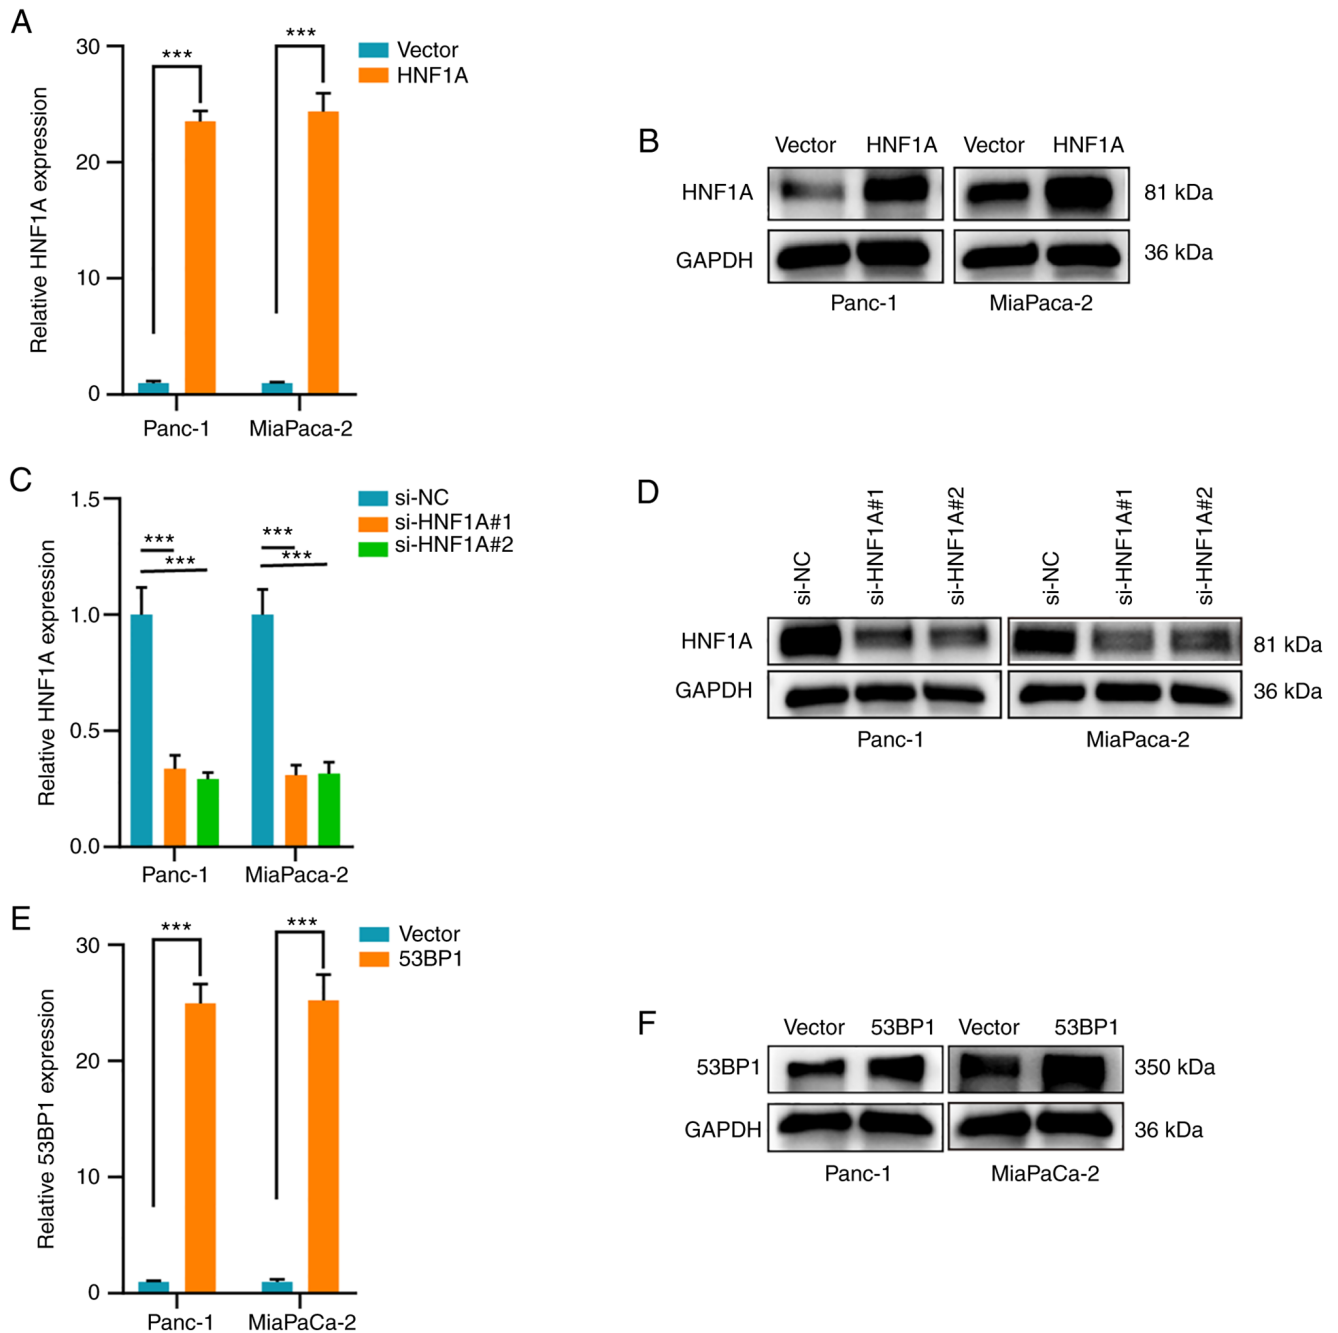 A
Relative HNF1A expression
30
20
10
0
***
***
Vector
HNF1A
Panc-1
MiaPaca-2
B
Vector
HNF1A
Vector
HNF1A
HNF1A
81 kDa
GAPDH
36 kDa
Panc-1
MiaPaca-2
C
Relative HNF1A expression
1.5
1.0
0.5
0.0
***
***
***
***
si-NC
si-HNF1A#1
si-HNF1A#2
Panc-1
MiaPaca-2
D
si-NC
si-HNF1A#1
si-HNF1A#2
si-NC
si-HNF1A#1
si-HNF1A#2
HNF1A
81 kDa
GAPDH
36 kDa
Panc-1
MiaPaca-2
E
Relative 53BP1 expression
30
20
10
0
***
***
Vector
53BP1
Panc-1
MiaPaCa-2
F
Vector
53BP1
Vector
53BP1
53BP1
350 kDa
GAPDH
36 kDa
Panc-1
MiaPaCa-2